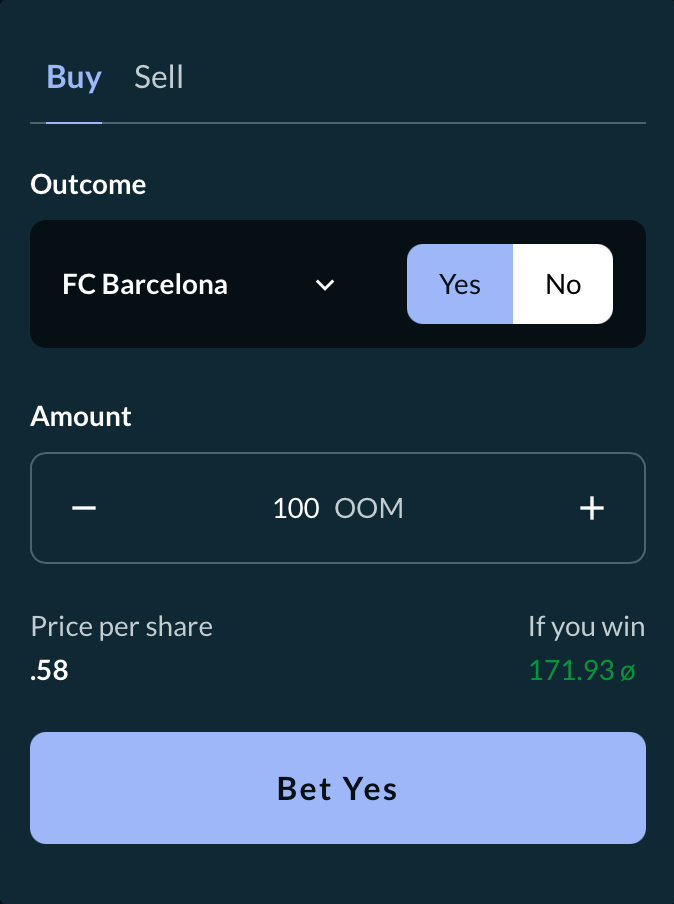 Buy Sell
Outcome
FC Barcelona Yes No
Amount
− 100 OOM +
Price per share If you win
.58 171.93 ø
Bet Yes